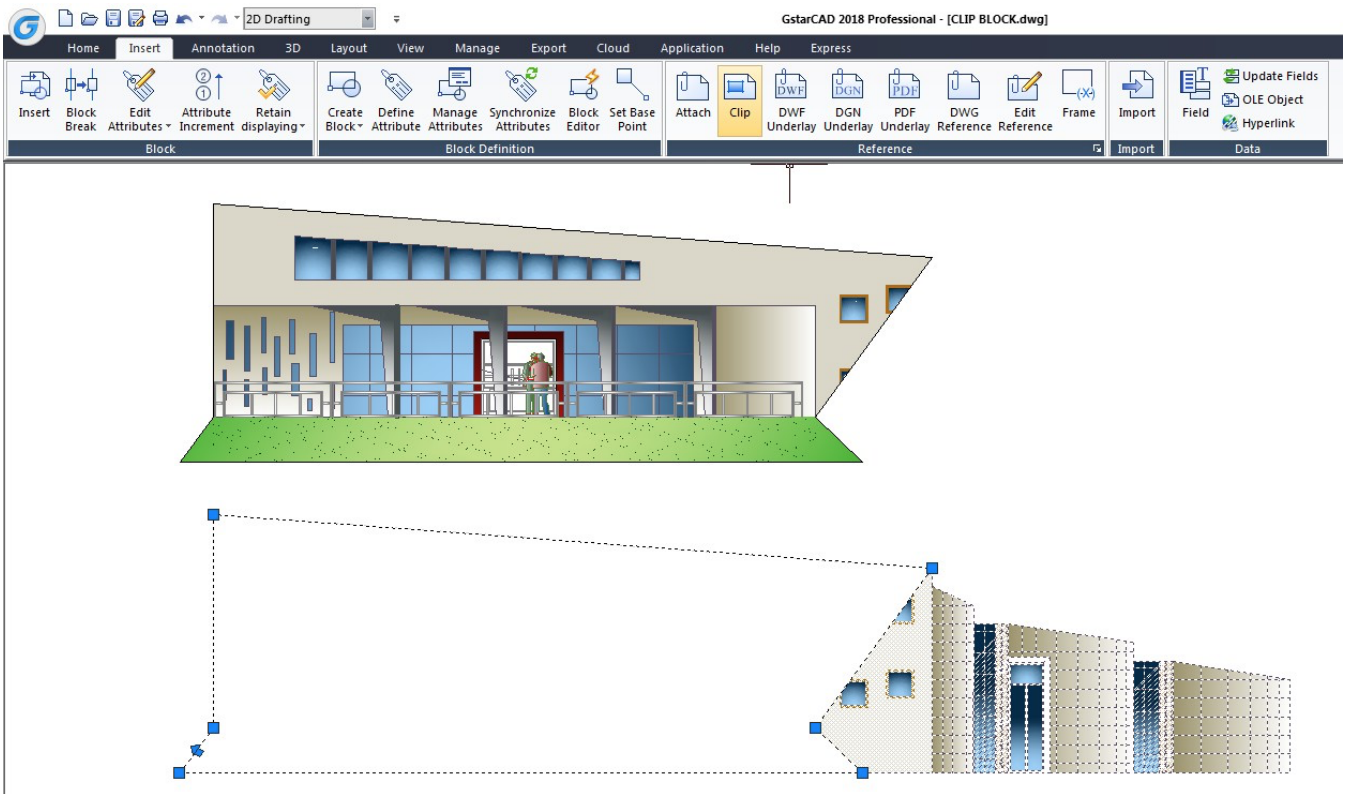 2D Drafting
GstarCAD 2018 Professional - [CLIP BLOCK.dwg]
Home Insert Annotation 3D Layout View Manage Export Cloud Application Help Express
Insert
Block Break
Edit Attributes
Attribute Increment
Retain displaying
Create Block
Define Attribute
Manage Attributes
Synchronize Attributes
Block Editor
Set Base Point
Attach
Clip
DWF
DWF Underlay
DGN
DGN Underlay
PDF
PDF Underlay
DWG Reference
Edit Reference
(-X)
Frame
Import
Field
Update Fields
OLE Object
Hyperlink
Block
Block Definition
Reference
Import
Data